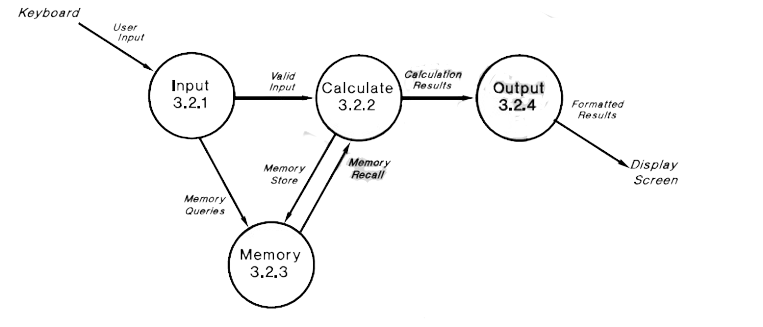 Keyboard
User
Input
Input
3.2.1
Valid
Input
Calculate
3.2.2
Calculation
Results
Output
3.2.4
Formatted
Results
Display
Screen
Memory
Store
Memory
Recall
Memory
Queries
Memory
3.2.3